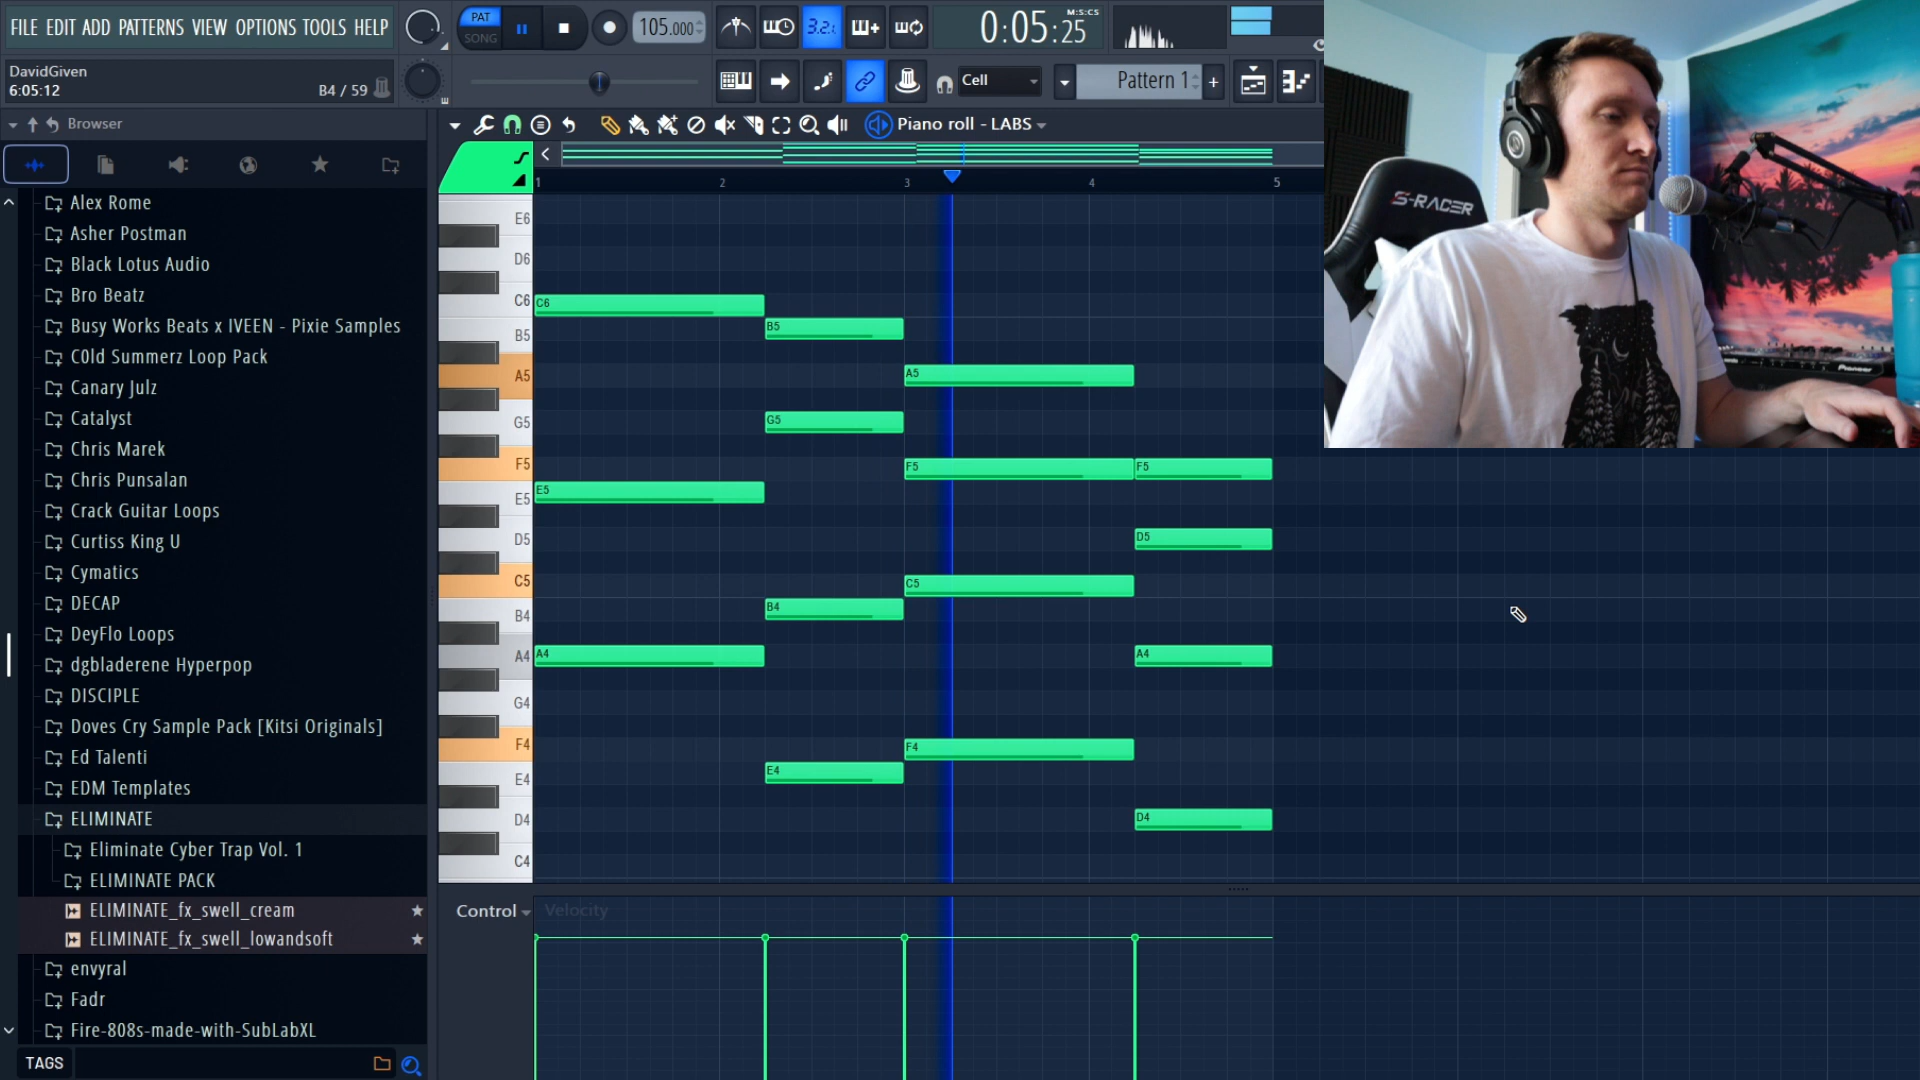 FILE EDIT ADD PATTERNS VIEW OPTIONS TOOLS HELP
PAT
SONG
105.000
3.2.
0:05:25
M:S:CS
DavidGiven
6:05:12
B4 / 59
Cell
Pattern 1
+
Browser
Piano roll - LABS
1
2
3
4
5
Alex Rome
Asher Postman
Black Lotus Audio
Bro Beatz
Busy Works Beats x IVEEN - Pixie Samples
C0ld Summerz Loop Pack
Canary Julz
Catalyst
Chris Marek
Chris Punsalan
Crack Guitar Loops
Curtiss King U
Cymatics
DECAP
DeyFlo Loops
dgbladerene Hyperpop
DISCIPLE
Doves Cry Sample Pack [Kitsi Originals]
Ed Talenti
EDM Templates
ELIMINATE
Eliminate Cyber Trap Vol. 1
ELIMINATE PACK
ELIMINATE_fx_swell_cream
ELIMINATE_fx_swell_lowandsoft
envyral
Fadr
Fire-808s-made-with-SubLabXL
TAGS
E6
D6
C6
B5
A5
G5
F5
E5
D5
C5
B4
A4
G4
F4
E4
D4
C4
C6
B5
A5
G5
F5
F5
E5
D5
C5
B4
A4
A4
F4
E4
D4
Control
Velocity
S-RACER
Pioneer